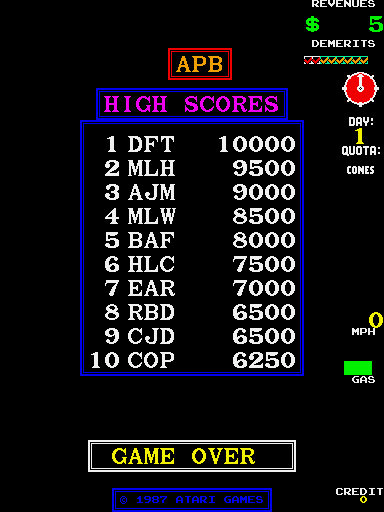 REVENUES
$ 5
DEMERITS
APB
HIGH SCORES
1 DFT 10000
2 MLH 9500
3 AJM 9000
4 MLW 8500
5 BAF 8000
6 HLC 7500
7 EAR 7000
8 RBD 6500
9 CJD 6500
10 COP 6250
DAY:
1
QUOTA:
CONES
0
MPH
GAS
GAME OVER
© 1987 ATARI GAMES
CREDIT
0